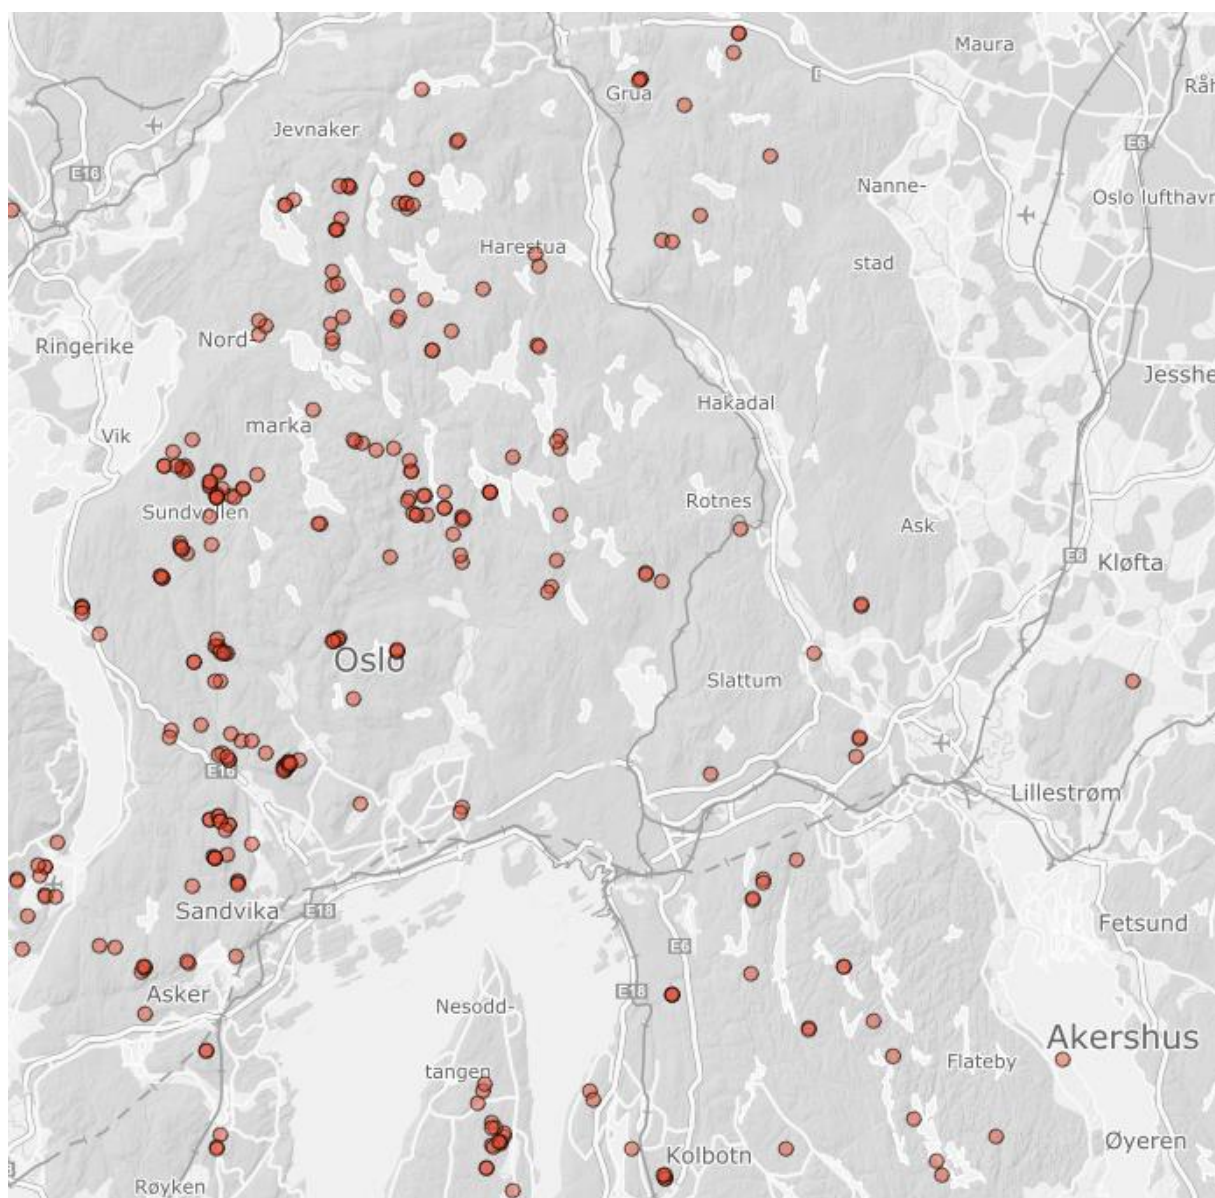 Maura
Grua
Råh
Jevnaker
E16
E6
Nanne-
Oslo lufthavn
Harestua
stad
Nord-
Ringerike
Jesshe
Hakadal
Vik
marka
Rotnes
Sundvollen
Ask
E6
Kløfta
Oslo
Slattum
E16
Lillestrøm
Sandvika
E18
Fetsund
E6
Asker
E18
Nesodd-
Akershus
Flateby
tangen
Øyeren
Kolbotn
Røyken